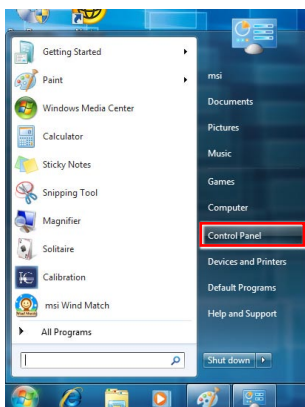 Getting Started
Paint
Windows Media Center
Calculator
Sticky Notes
Snipping Tool
Magnifier
Solitaire
Calibration
msi Wind Match
All Programs
msi
Documents
Pictures
Music
Games
Computer
Control Panel
Devices and Printers
Default Programs
Help and Support
Shut down